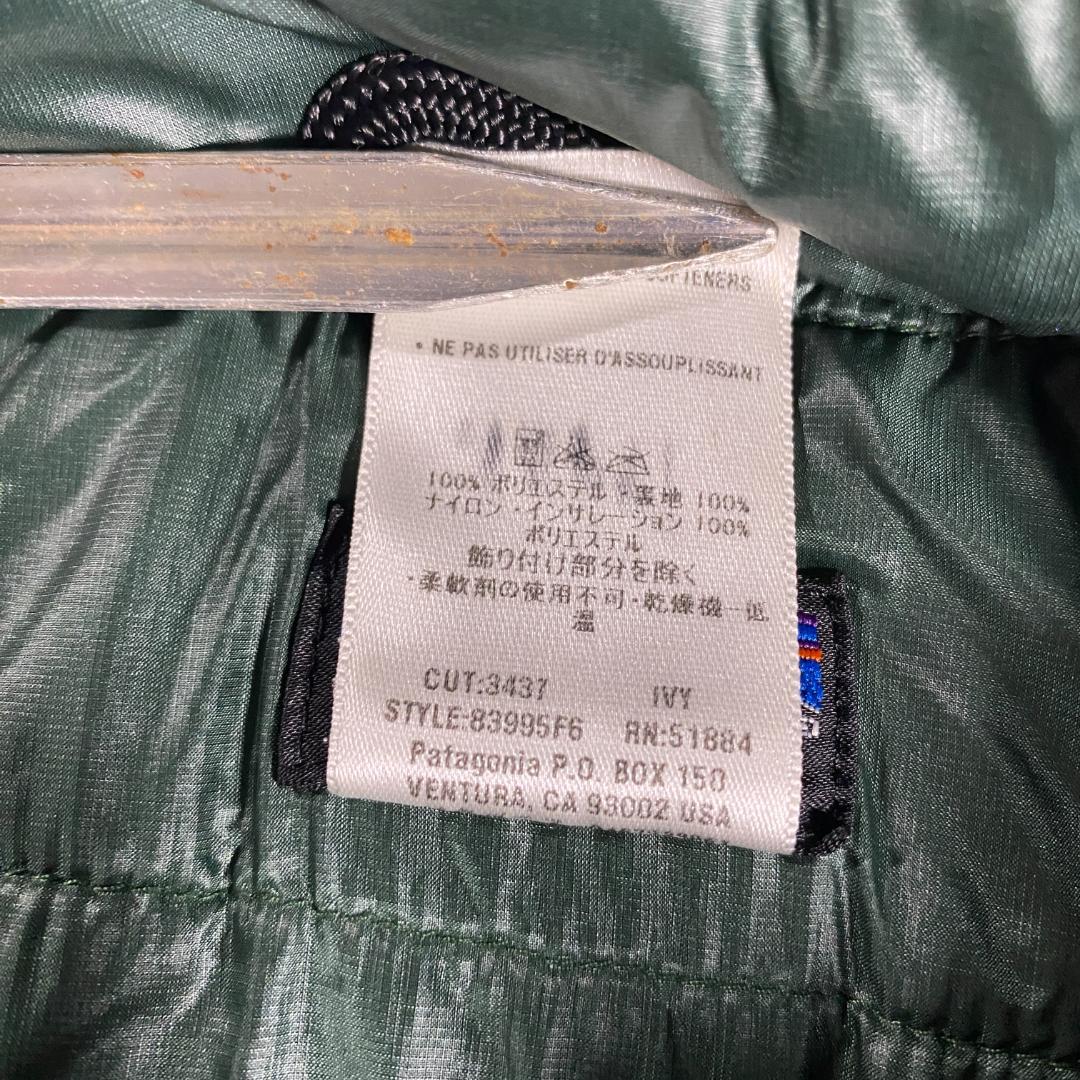 SOFTENERS
• NE PAS UTILISER D'ASSOUPLISSANT
100% ポリエステル・裏地 100%
ナイロン・インサレーション 100%
ポリエステル
飾り付け部分を除く
・柔軟剤の使用不可・乾燥機ー低
温
CUT:3437 IVY
STYLE:83995F6 RN:51884
Patagonia P.O. BOX 150
VENTURA, CA 93002 USA